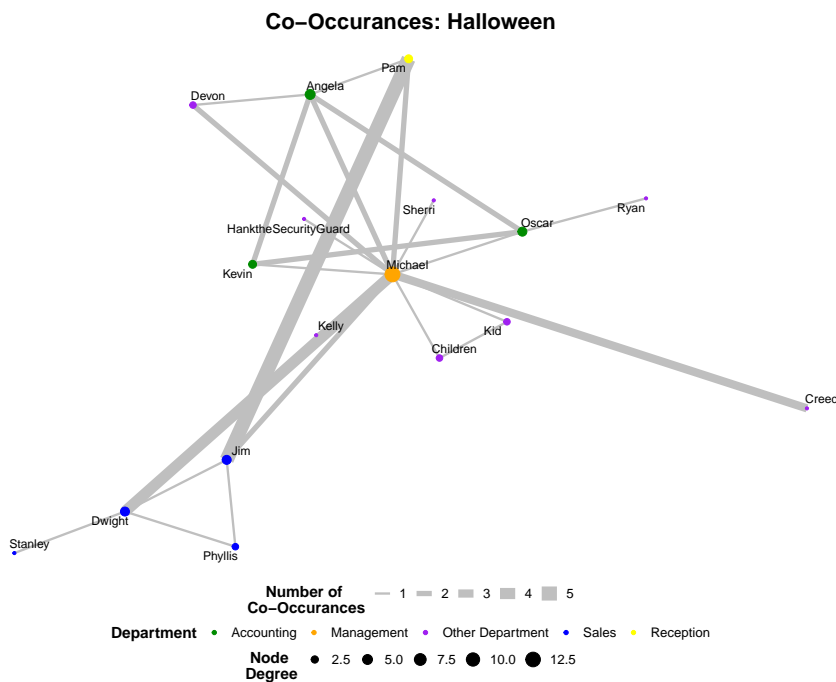 Co−Occurances: Halloween
Pam
Angela
Devon
Sherri
Ryan
HanktheSecurityGuard
Oscar
Michael
Kevin
Kelly
Kid
Children
Creed
Jim
Dwight
Stanley
Phyllis
Number of
Co−Occurances
1 2 3 4 5
Department Accounting Management Other Department Sales Reception
Node
Degree
2.5 5.0 7.5 10.0 12.5